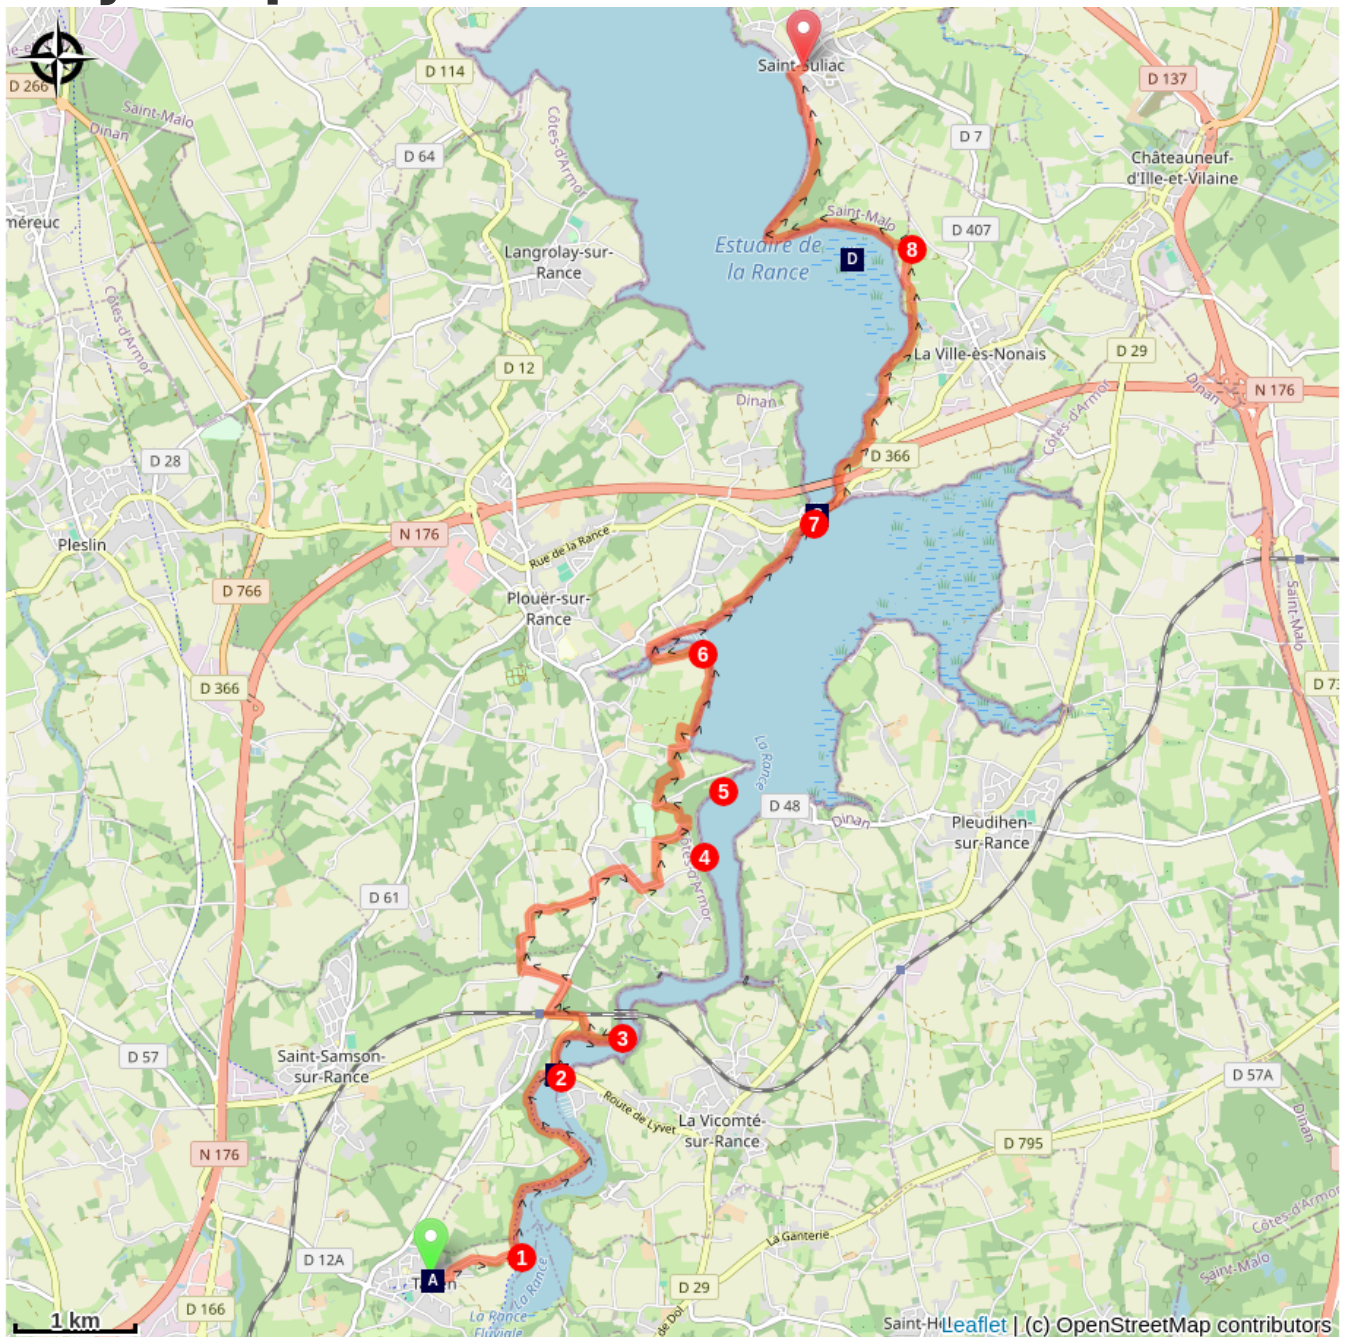 Saint-Suliac
D 114
D 137
D 266
Saint-Malo
Dinan
Côtes-d'Armor
D 7
D 64
Châteauneuf-
d'Ille-et-Vilaine
méreuc
Saint-Malo
8
D 407
Estuaire de
la Rance
D
Langrolay-sur-
Rance
Côtes-d'Armor
La Ville-ès-Nonais
D 29
D 12
Dinan
N 176
Dinan
Côtes-d'Armor
D 28
D 366
7
N 176
Rue de la Rance
Pleslin
D 766
Plouër-sur-
Rance
Saint-Malo
6
D 366
D 73
La Rance
5
D 48
Dinan
Pleudihen-
sur-Rance
4
Côtes-d'Armor
D 61
3
D 57
Saint-Samson-
sur-Rance
2
D 57A
Route de Lyvet
La Vicomté-
sur-Rance
Dinan
D 795
N 176
Côtes-d'Armor
La Ganterie
1
D 12A
Saint-Malo
A
La Rance
D 29
D 166
La Rance
Fluviale
de Dol
1 km
Leaflet | (c) OpenStreetMap contributors